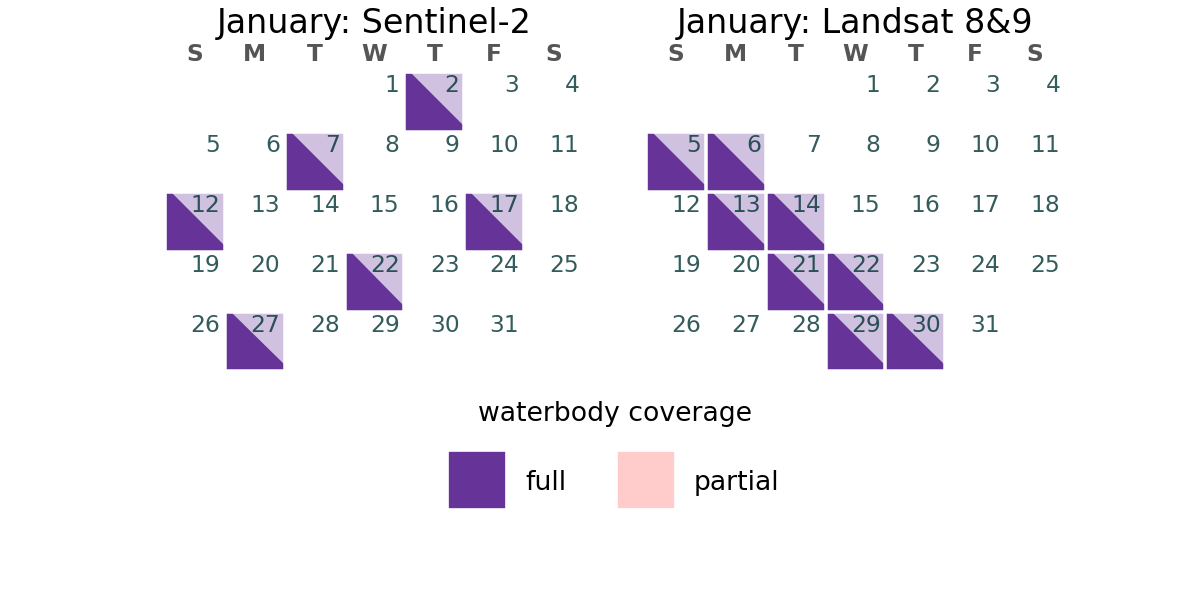 January: Sentinel-2
S M T W T F S
1 2 3 4
5 6 7 8 9 10 11
12 13 14 15 16 17 18
19 20 21 22 23 24 25
26 27 28 29 30 31
January: Landsat 8&9
S M T W T F S
1 2 3 4
5 6 7 8 9 10 11
12 13 14 15 16 17 18
19 20 21 22 23 24 25
26 27 28 29 30 31
waterbody coverage
full partial